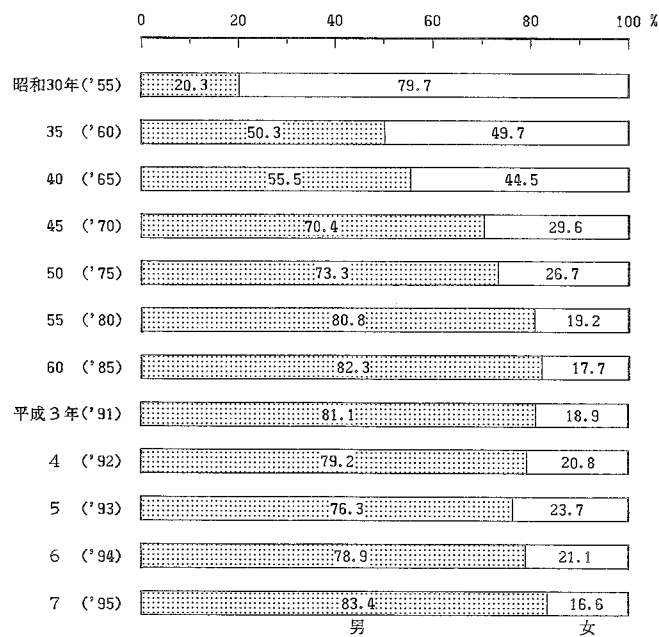 0 20 40 60 80 100 %
昭和30年('55) 20.3 79.7
35 ('60) 50.3 49.7
40 ('65) 55.5 44.5
45 ('70) 70.4 29.6
50 ('75) 73.3 26.7
55 ('80) 80.8 19.2
60 ('85) 82.3 17.7
平成3年('91) 81.1 18.9
4 ('92) 79.2 20.8
5 ('93) 76.3 23.7
6 ('94) 78.9 21.1
7 ('95) 83.4 16.6
男 女